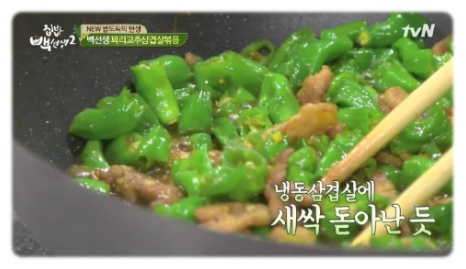 집밥
백선생2
NEW 밥도둑의 탄생
백선생 꽈리고추삼겹살볶음
tvN
냉동삼겹살에
새싹 돋아난 듯